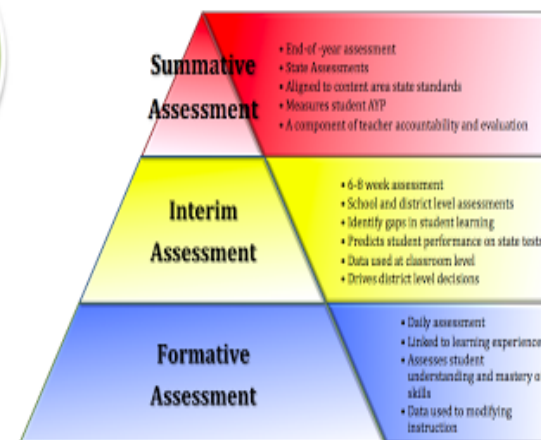 Summative
Assessment
• End-of-year assessment
• State Assessments
• Aligned to content area state standards
• Measures student AYP
• A component of teacher accountability and evaluation
Interim
Assessment
• 6-8 week assessment
• School and district level assessments
• Identify gaps in student learning
• Predicts student performance on state
• Data used at classroom level
• Drives district level decisions
Formative
Assessment
• Daily assessment
• Linked to learning
• Assesses student
understanding and mastery
skills
• Data used to modifying
instruction